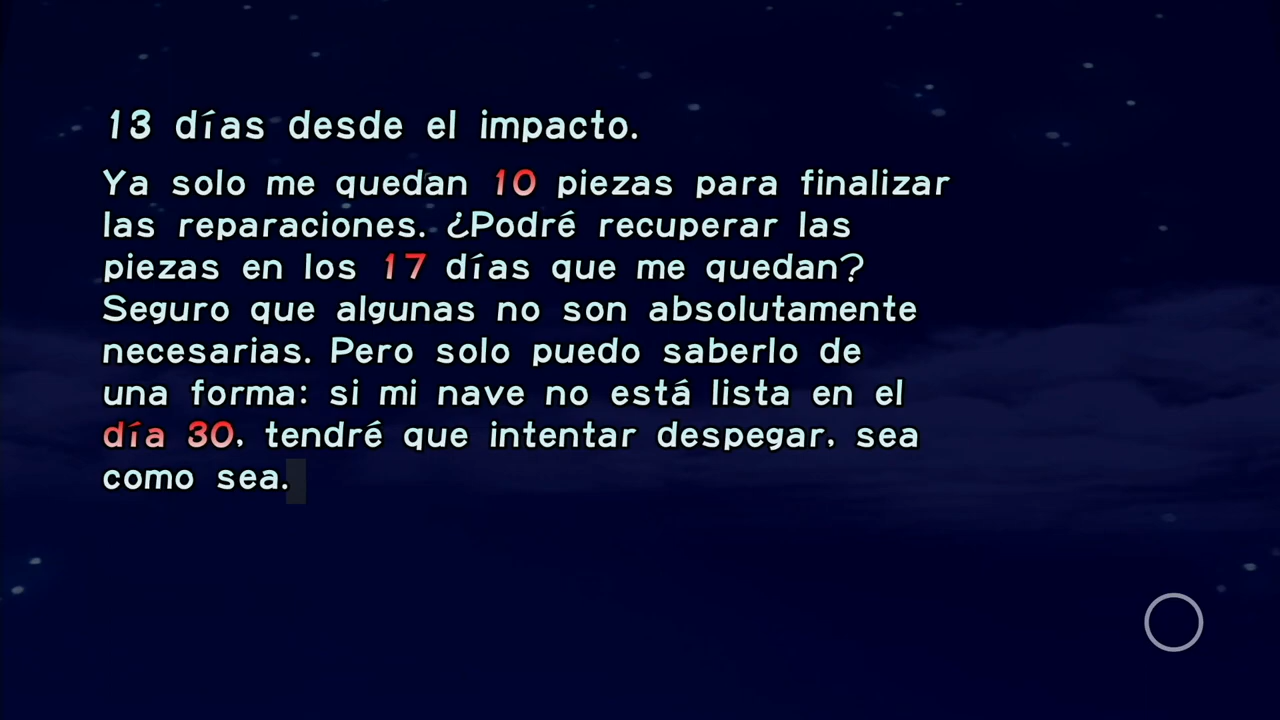 13 días desde el impacto.
Ya solo me quedan 10 piezas para finalizar
las reparaciones. ¿Podré recuperar las
piezas en los 17 días que me quedan?
Seguro que algunas no son absolutamente
necesarias. Pero solo puedo saberlo de
una forma: si mi nave no está lista en el
día 30, tendré que intentar despegar, sea
como sea.